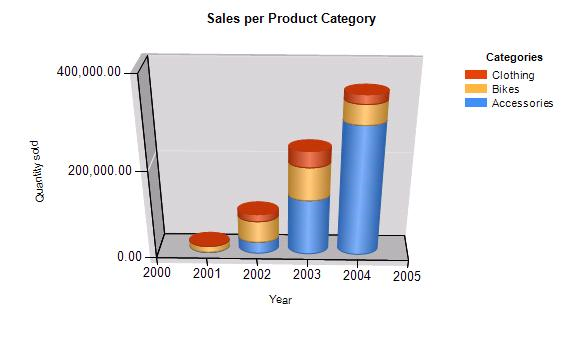 Sales per Product Category
Categories
Clothing
Bikes
Accessories
Quantity sold
400,000.00
200,000.00
0.00
2000 2001 2002 2003 2004 2005
Year